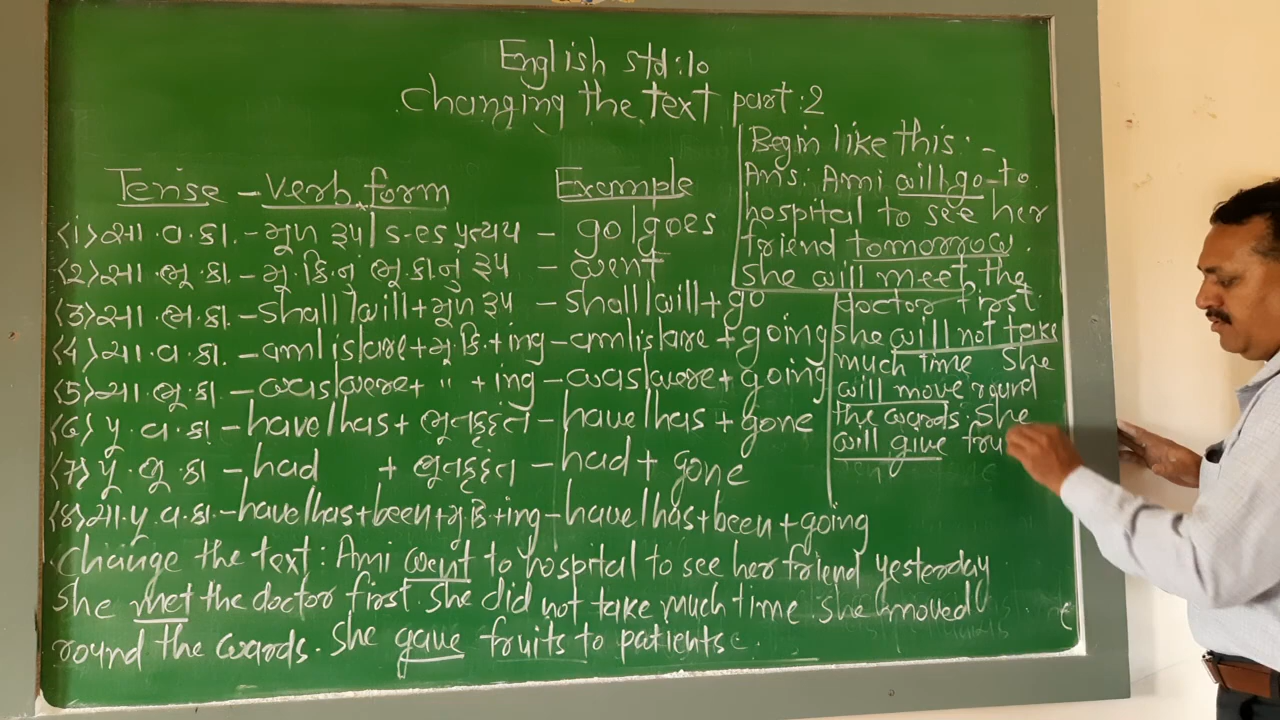 English std:10
Changing the text part:2
Tense - Verb form Example
<1> સા.વ.કા. - મૂળ રૂપ/s-es પ્રત્યય - go/goes
<2> સા.ભૂ.કા. - મુ.ક્રિ.નું ભૂ.કા.નું રૂપ - went
<3> સા.ભ.કા. - shall/will+મૂળ રૂપ - shall/will+go
<4> ચા.વ.કા. - am/is/are+મુ.ક્રિ.+ing - am/is/are+going
<5> ચા.ભૂ.કા. - was/were+ " +ing - was/were+going
<6> પૂ.વ.કા - have/has+ ભૂતકૃદંત - have/has+gone
<7> પૂ.ભૂ.કા - had + ભૂતકૃદંત - had+gone
<8> ચા.પૂ.વ.કા. - have/has+been+મુ.ક્રિ+ing - have/has+been+going
Begin like this:-
Ans: Ami will go to
hospital to see her
friend tomorrow.
She will meet the
doctor first.
she will not take
much time She
will move round
the wards. She
will give fru
Change the text: Ami went to hospital to see her friend yesterday
She met the doctor first. She did not take much time. She moved
round the wards. She gave fruits to patients.